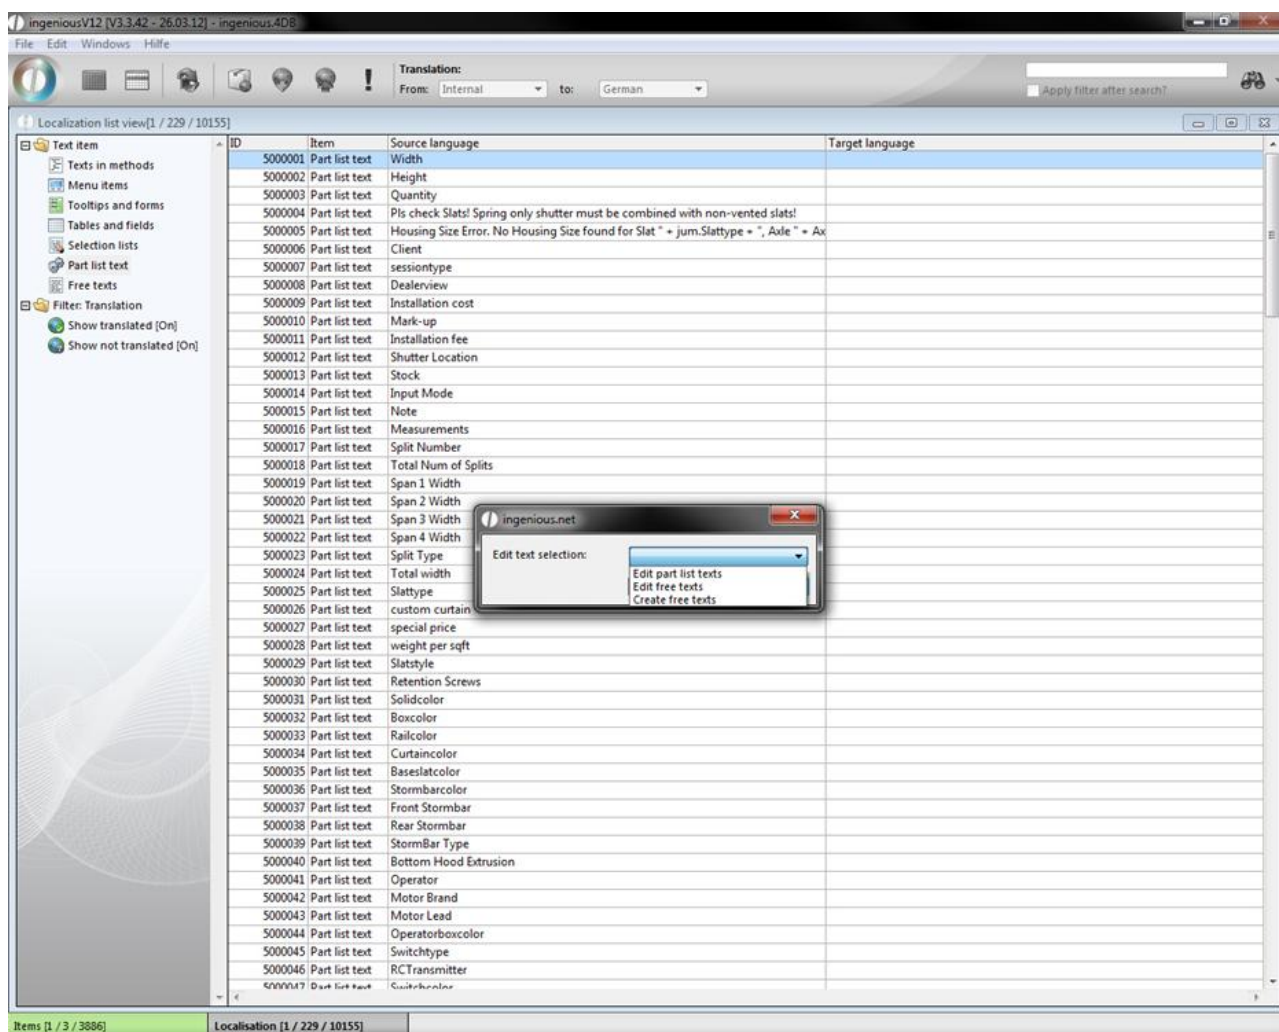 ingeniousV12 [V3.3.42 - 26.03.12] - ingenious.4DB
File Edit Windows Hilfe
Translation:
From: Internal to: German
Apply filter after search?
Localization list view[1 / 229 / 10155]
Text item
Texts in methods
Menu items
Tooltips and forms
Tables and fields
Selection lists
Part list text
Free texts
Filter: Translation
Show translated [On]
Show not translated [On]
ID Item Source language Target language
5000001 Part list text Width
5000002 Part list text Height
5000003 Part list text Quantity
5000004 Part list text Pls check Slats! Spring only shutter must be combined with non-vented slats!
5000005 Part list text Housing Size Error. No Housing Size found for Slat " + jum.Slattype + ", Axle " + Ax
5000006 Part list text Client
5000007 Part list text sessiontype
5000008 Part list text Dealerview
5000009 Part list text Installation cost
5000010 Part list text Mark-up
5000011 Part list text Installation fee
5000012 Part list text Shutter Location
5000013 Part list text Stock
5000014 Part list text Input Mode
5000015 Part list text Note
5000016 Part list text Measurements
5000017 Part list text Split Number
5000018 Part list text Total Num of Splits
5000019 Part list text Span 1 Width
5000020 Part list text Span 2 Width
5000021 Part list text Span 3 Width
5000022 Part list text Span 4 Width
5000023 Part list text Split Type
5000024 Part list text Total width
5000025 Part list text Slattype
5000026 Part list text custom curtain
5000027 Part list text special price
5000028 Part list text weight per sqft
5000029 Part list text Slatstyle
5000030 Part list text Retention Screws
5000031 Part list text Solidcolor
5000032 Part list text Boxcolor
5000033 Part list text Railcolor
5000034 Part list text Curtaincolor
5000035 Part list text Baseslatcolor
5000036 Part list text Stormbarcolor
5000037 Part list text Front Stormbar
5000038 Part list text Rear Stormbar
5000039 Part list text StormBar Type
5000040 Part list text Bottom Hood Extrusion
5000041 Part list text Operator
5000042 Part list text Motor Brand
5000043 Part list text Motor Lead
5000044 Part list text Operatorboxcolor
5000045 Part list text Switchtype
5000046 Part list text RCTransmitter
5000047 Part list text Switchcolor
ingenious.net
Edit text selection:
Edit part list texts
Edit free texts
Create free texts
Items [1 / 3 / 3886]
Localisation [1 / 229 / 10155]